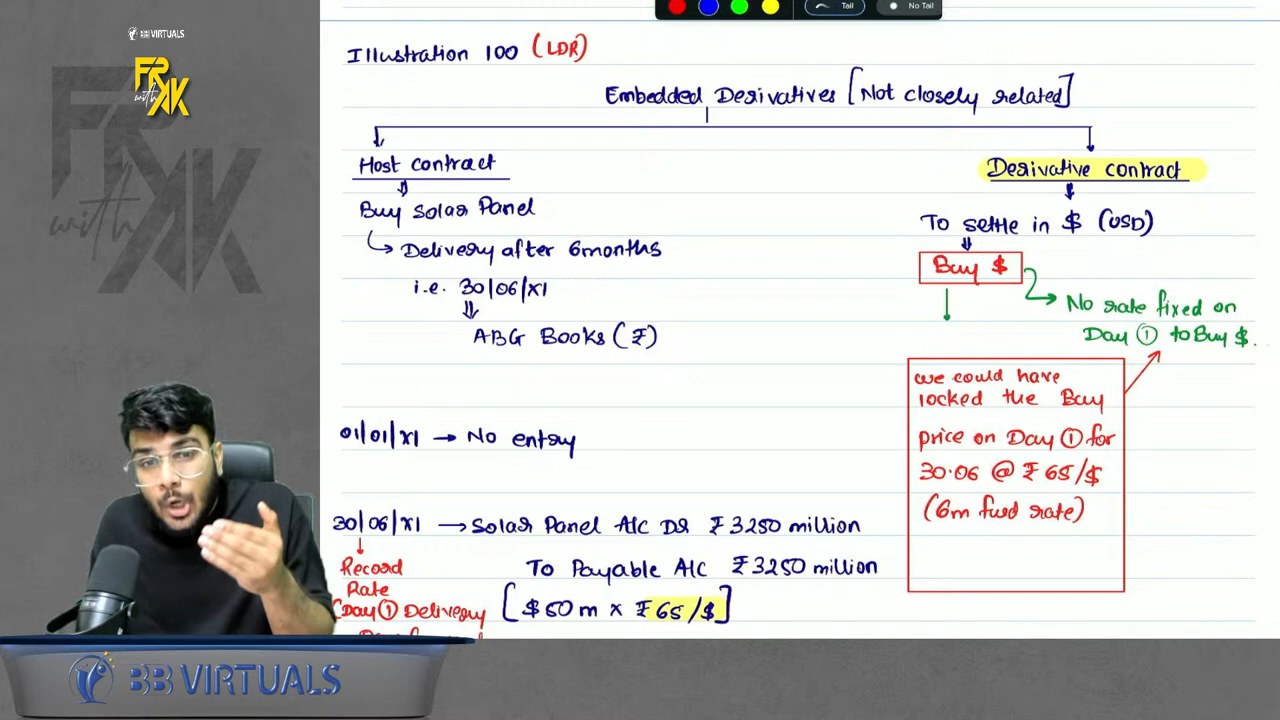 Tail
No Tail
BB VIRTUALS
FR
with
AK
Illustration 100 (LDR)
Embedded Derivatives [Not closely related]
Host contract
Buy Solar Panel
Delivery after 6months
i.e. 30/06/x1
ABG Books (₹)
Derivative contract
To settle in $ (USD)
Buy $
No rate fixed on
Day ① to Buy $.
we could have
locked the Buy
price on Day ① for
30.06 @ ₹ 65/$
(6m fwd rate)
01/01/x1 → No entry
30/06/x1 → Solar Panel A/c Dr ₹3250 million
To Payable A/c ₹3250 million
[$50m x ₹65/$]
Record
Rate
(Day ① Delivery
BB VIRTUALS